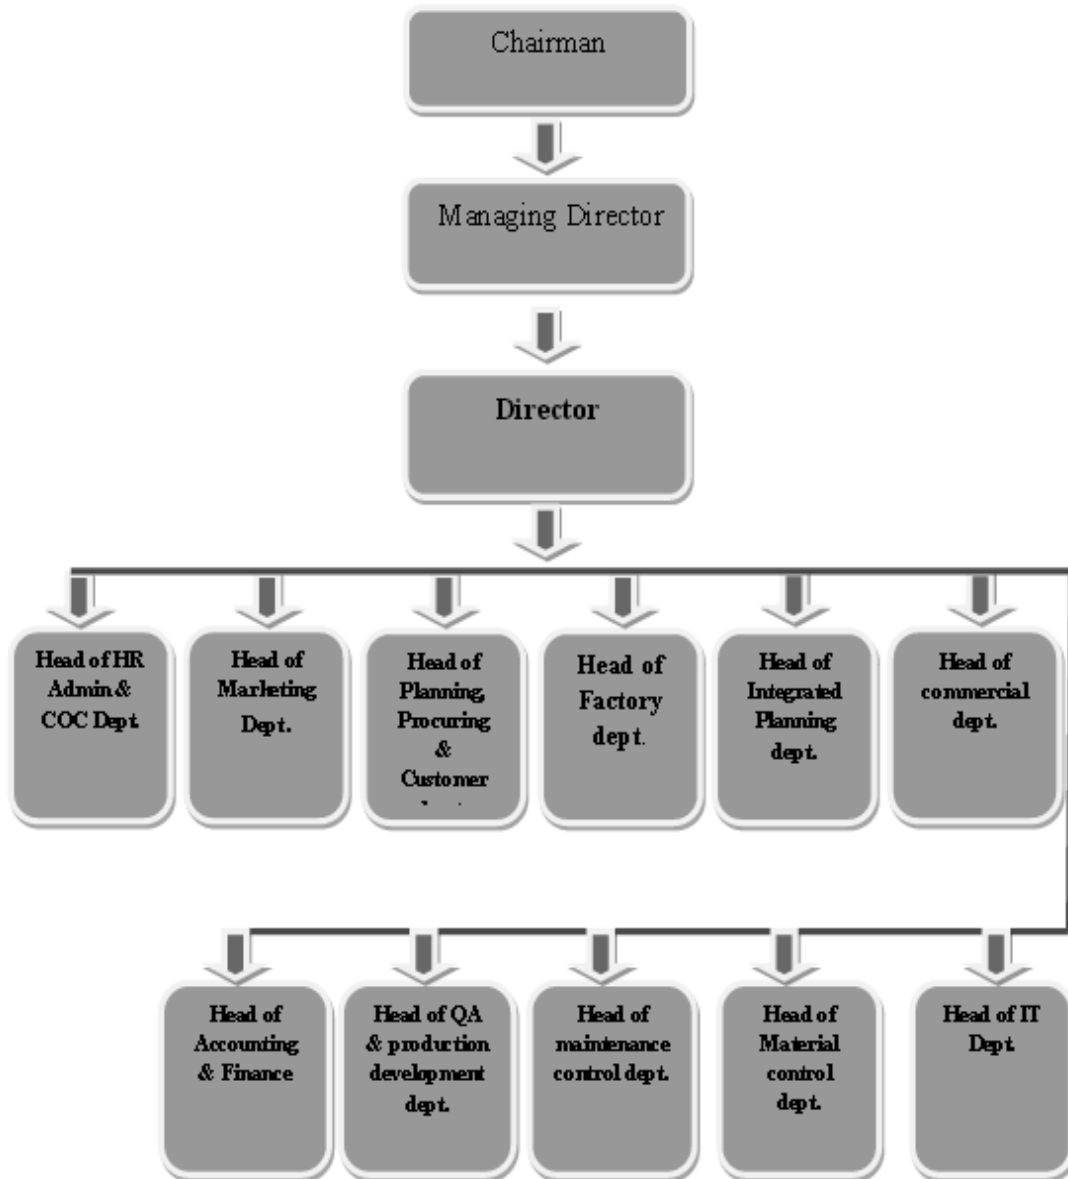 Chairman
Managing Director
Director
Head of HR
Admin &
COC Dept.
Head of
Marketing
Dept.
Head of
Planning,
Procuring
&
Customer
Head of
Factory
dept.
Head of
Integrated
Planning
dept.
Head of
commercial
dept.
Head of
Accounting
& Finance
Head of QA
& production
development
dept.
Head of
maintenance
control dept.
Head of
Material
control
dept.
Head of IT
Dept.